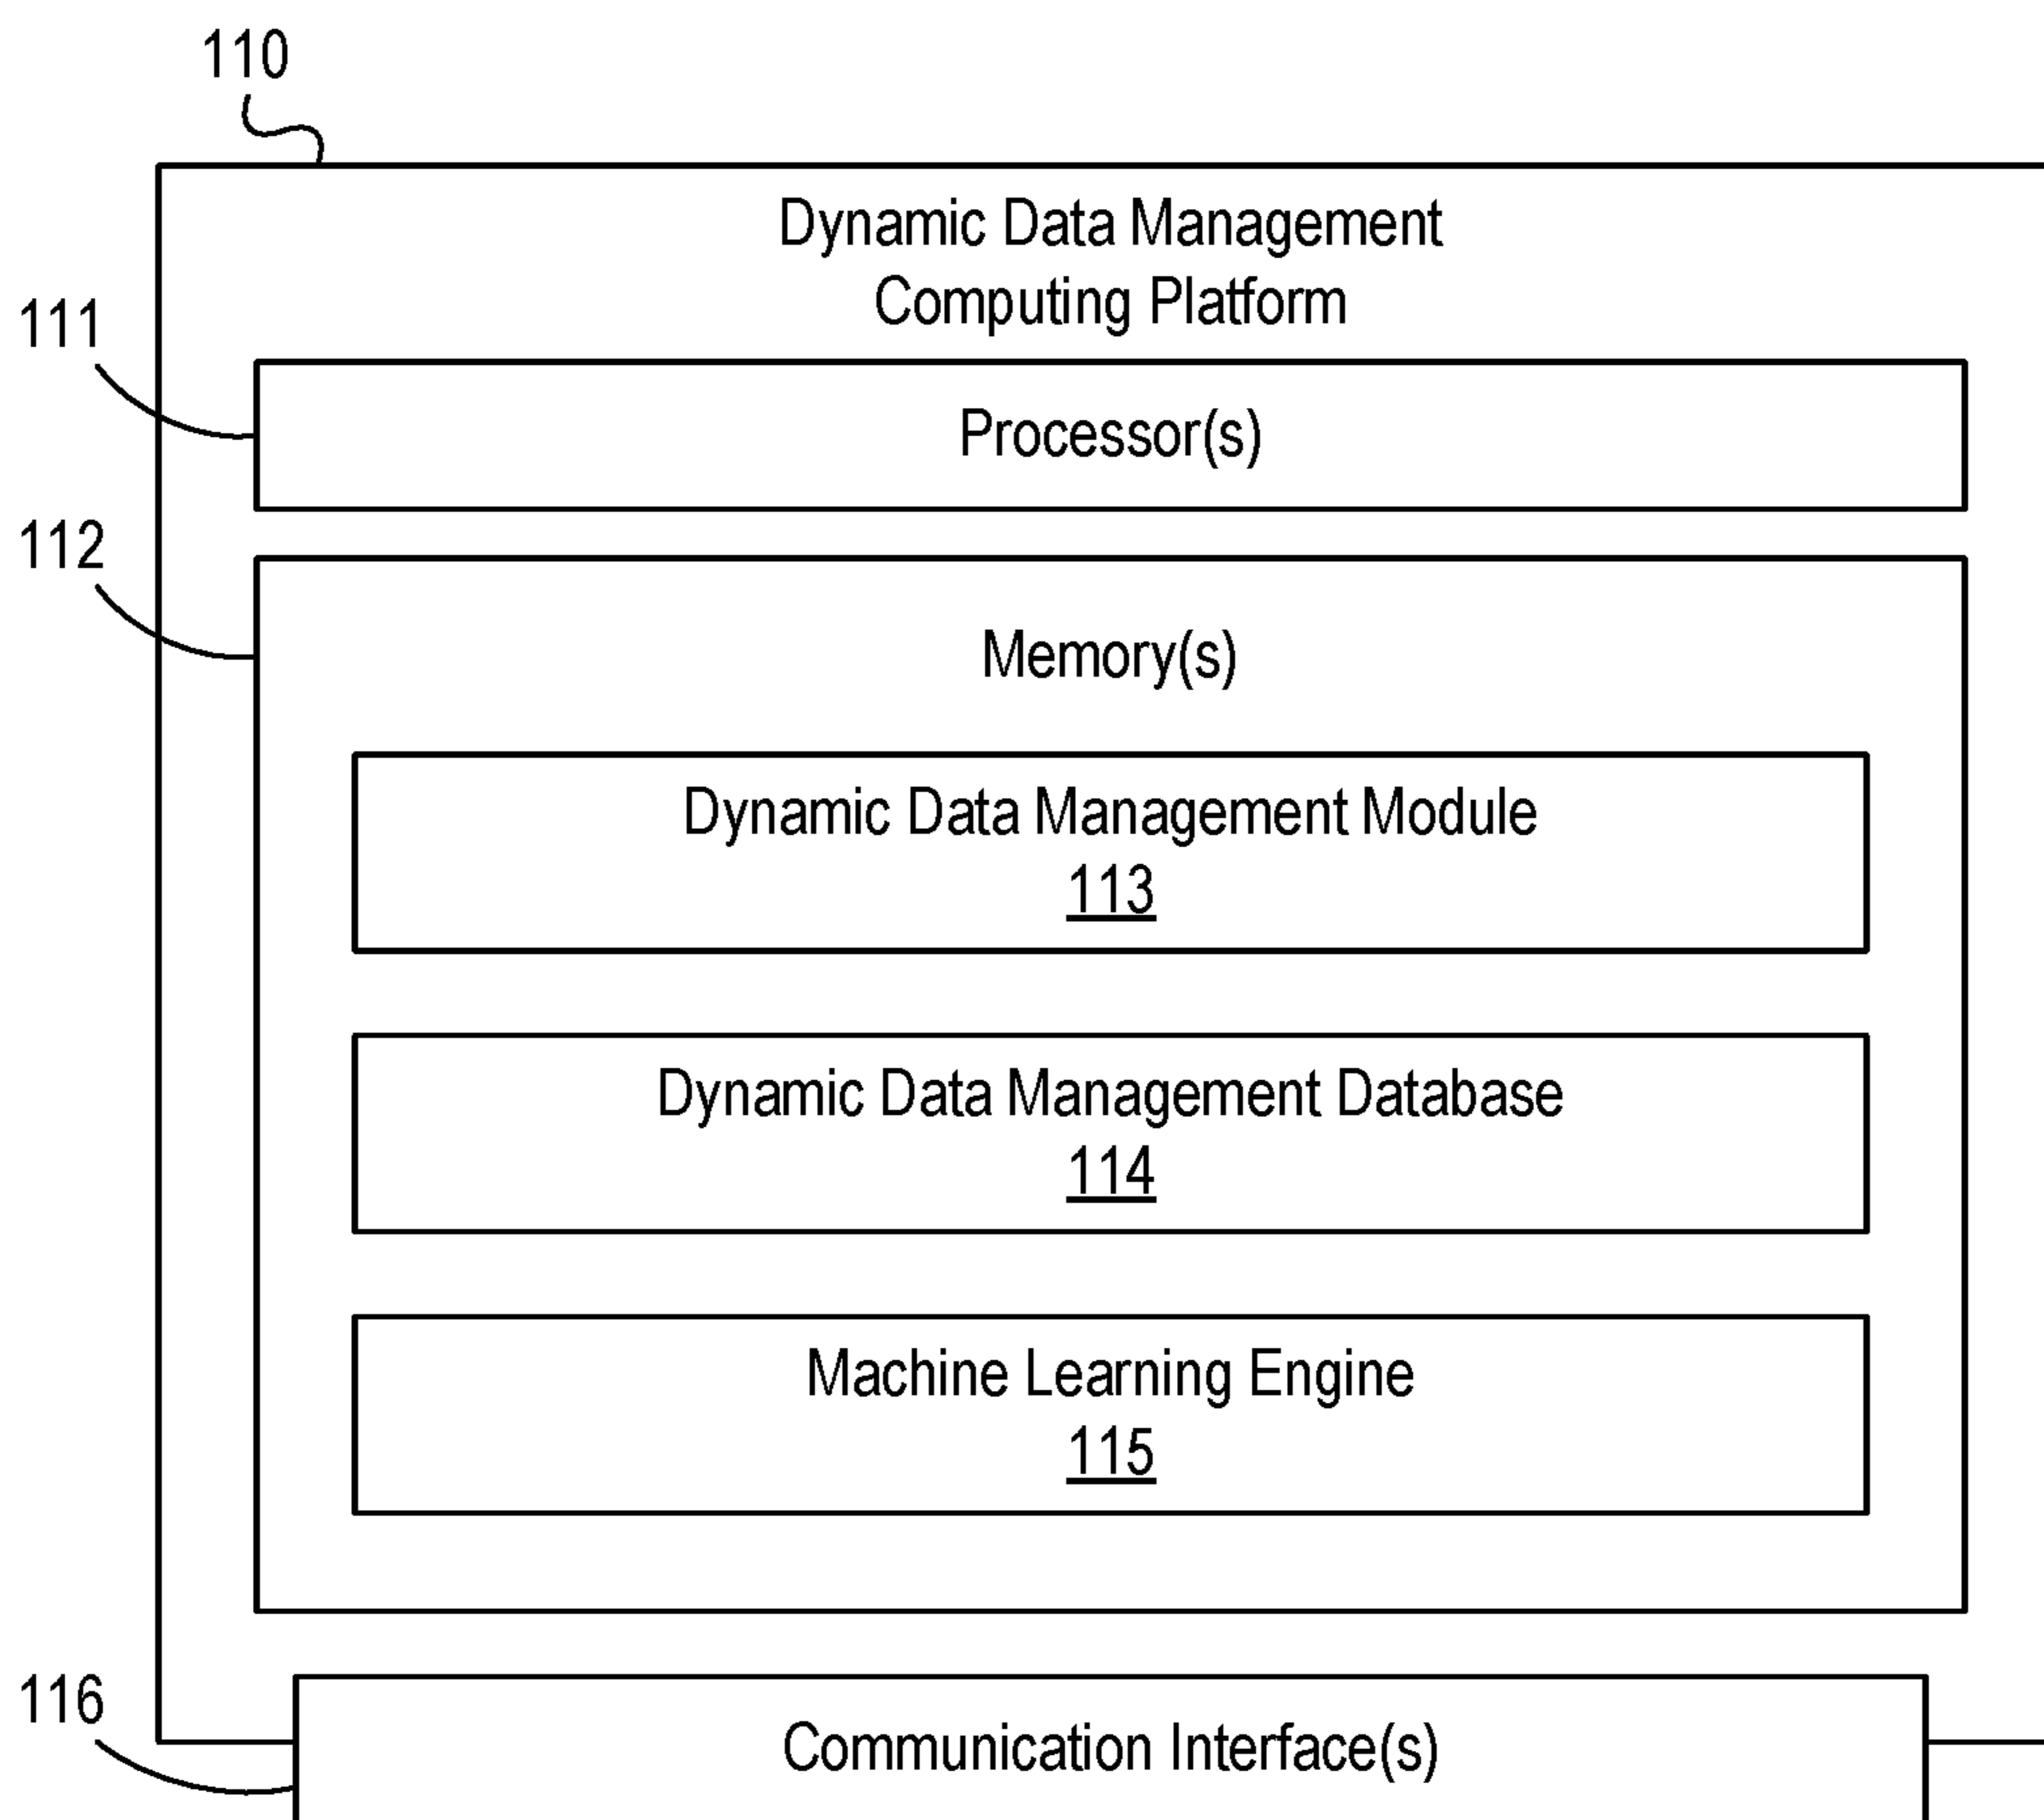 110
Dynamic Data Management
Computing Platform
111
Processor(s)
112
Memory(s)
Dynamic Data Management Module
113
Dynamic Data Management Database
114
Machine Learning Engine
115
116
Communication Interface(s)